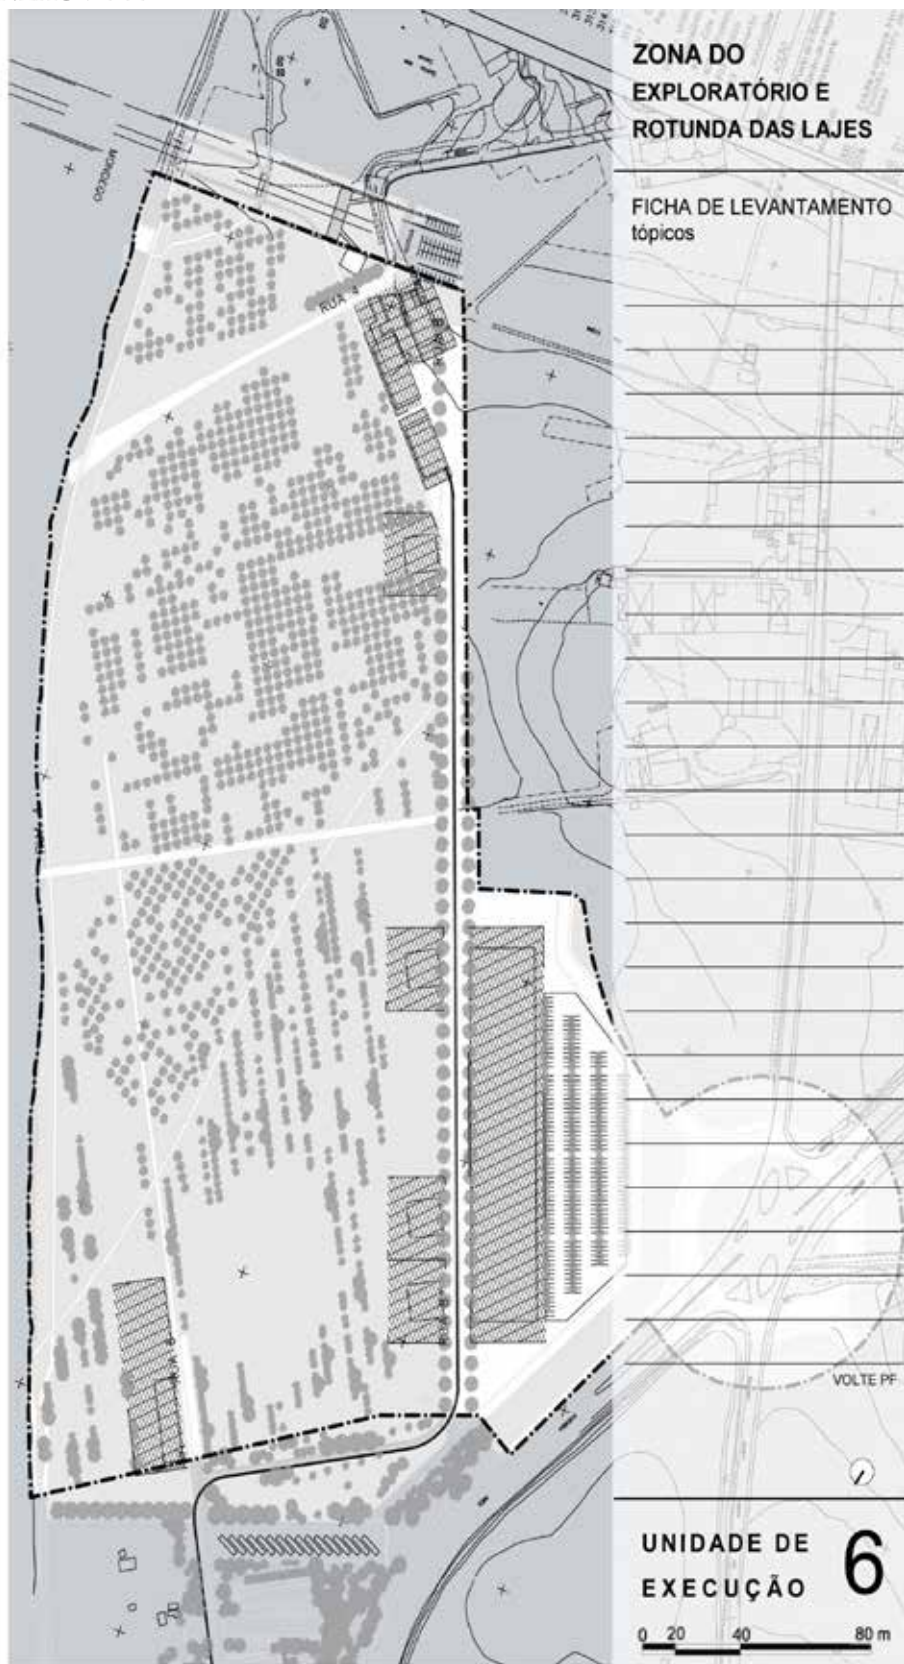 ZONA DO
EXPLORATÓRIO E
ROTUNDA DAS LAJES
FICHA DE LEVANTAMENTO
tópicos
MONDEGO
RUA 4
VOLTE PF
UNIDADE DE
EXECUÇÃO
6
0 20 40 80 m